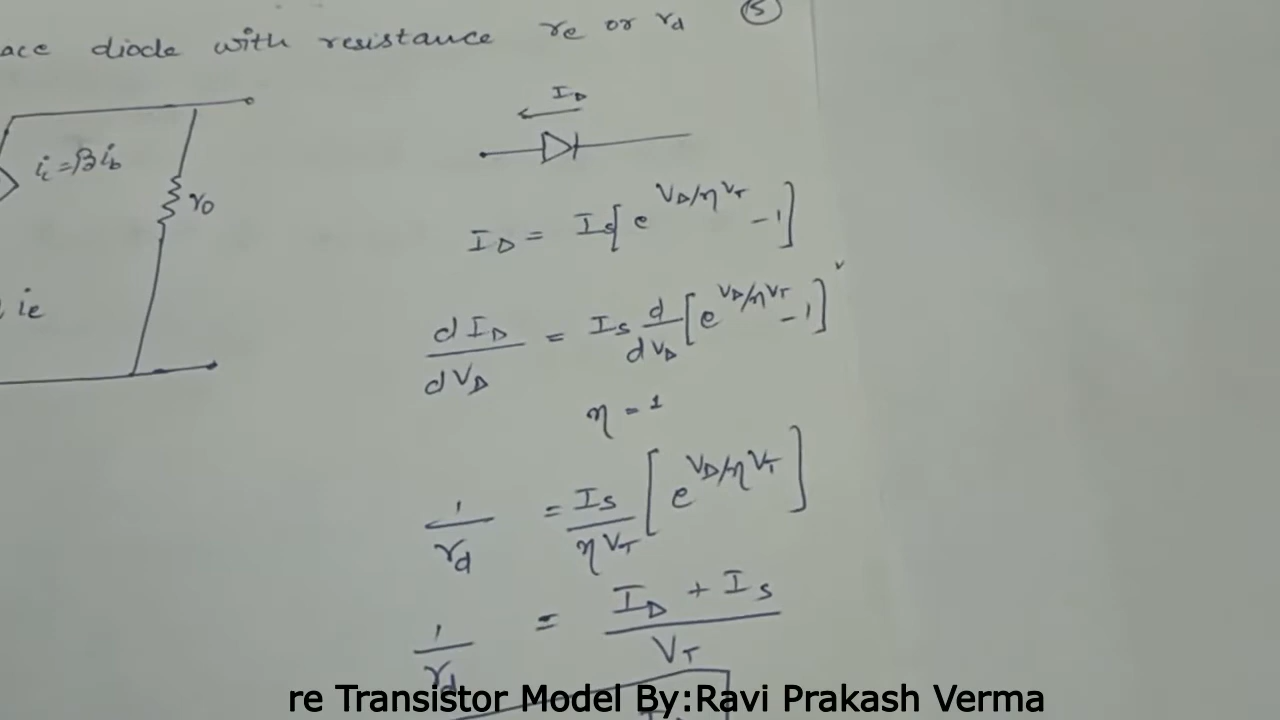 ace diode with resistance re or rd ⑤
ic=βib
r0
ie
ID
ID = Is[e^VD/ηVT -1]
dID/dVD = Is d/dVD [e^VD/ηVT -1]
η = 1
1/rd = Is/ηVT [e^VD/ηVT]
1/rd = ID + Is/VT
re Transistor Model By:Ravi Prakash Verma